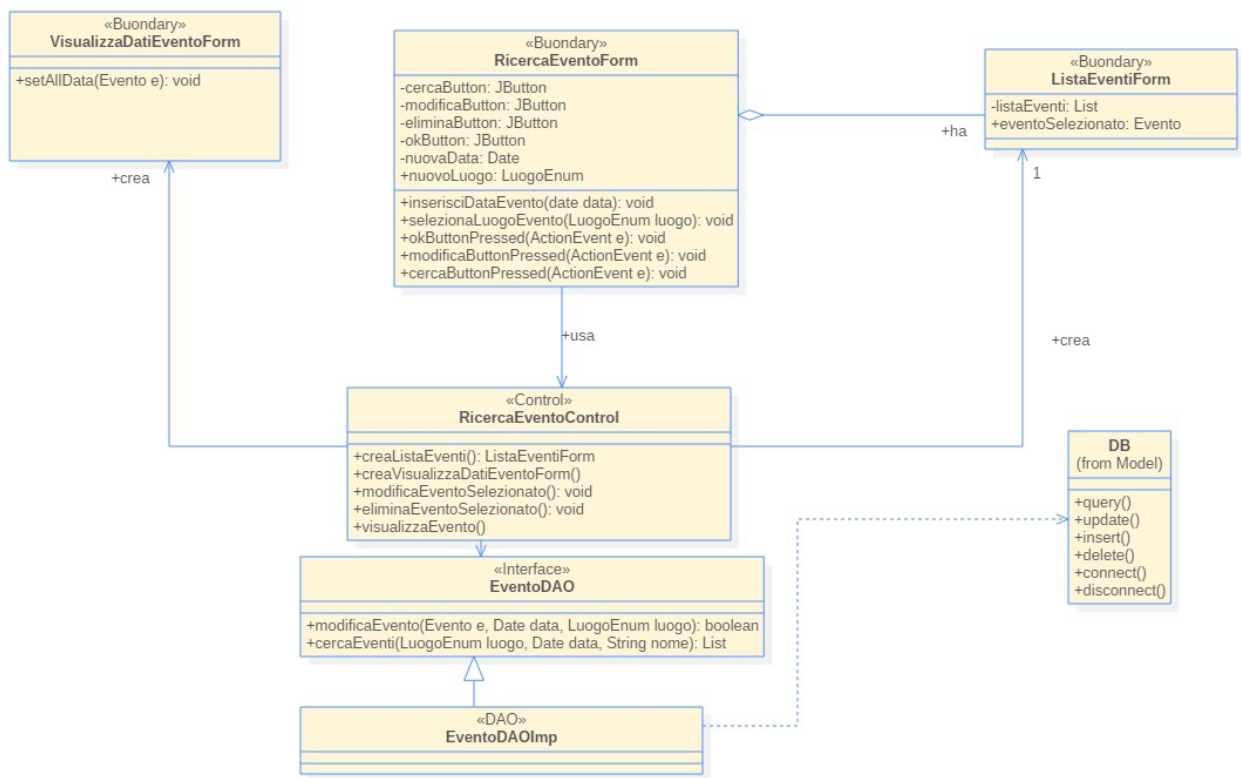 «Buondary»
VisualizzaDatiEventoForm
+setAllData(Evento e): void
«Buondary»
RicercaEventoForm
-cercaButton: JButton
-modificaButton: JButton
-eliminaButton: JButton
-okButton: JButton
-nuovaData: Date
+nuovoLuogo: LuogoEnum
+inserisciDataEvento(date data): void
+selezionaLuogoEvento(LuogoEnum luogo): void
+okButtonPressed(ActionEvent e): void
+modificaButtonPressed(ActionEvent e): void
+cercaButtonPressed(ActionEvent e): void
«Buondary»
ListaEventiForm
-listaEventi: List
+eventoSelezionato: Evento
+ha
+crea
1
+usa
+crea
«Control»
RicercaEventoControl
+creaListaEventi(): ListaEventiForm
+creaVisualizzaDatiEventoForm()
+modificaEventoSelezionato(): void
+eliminaEventoSelezionato(): void
+visualizzaEvento()
DB
(from Model)
+query()
+update()
+insert()
+delete()
+connect()
+disconnect()
«Interface»
EventoDAO
+modificaEvento(Evento e, Date data, LuogoEnum luogo): boolean
+cercaEventi(LuogoEnum luogo, Date data, String nome): List
«DAO»
EventoDAOImp